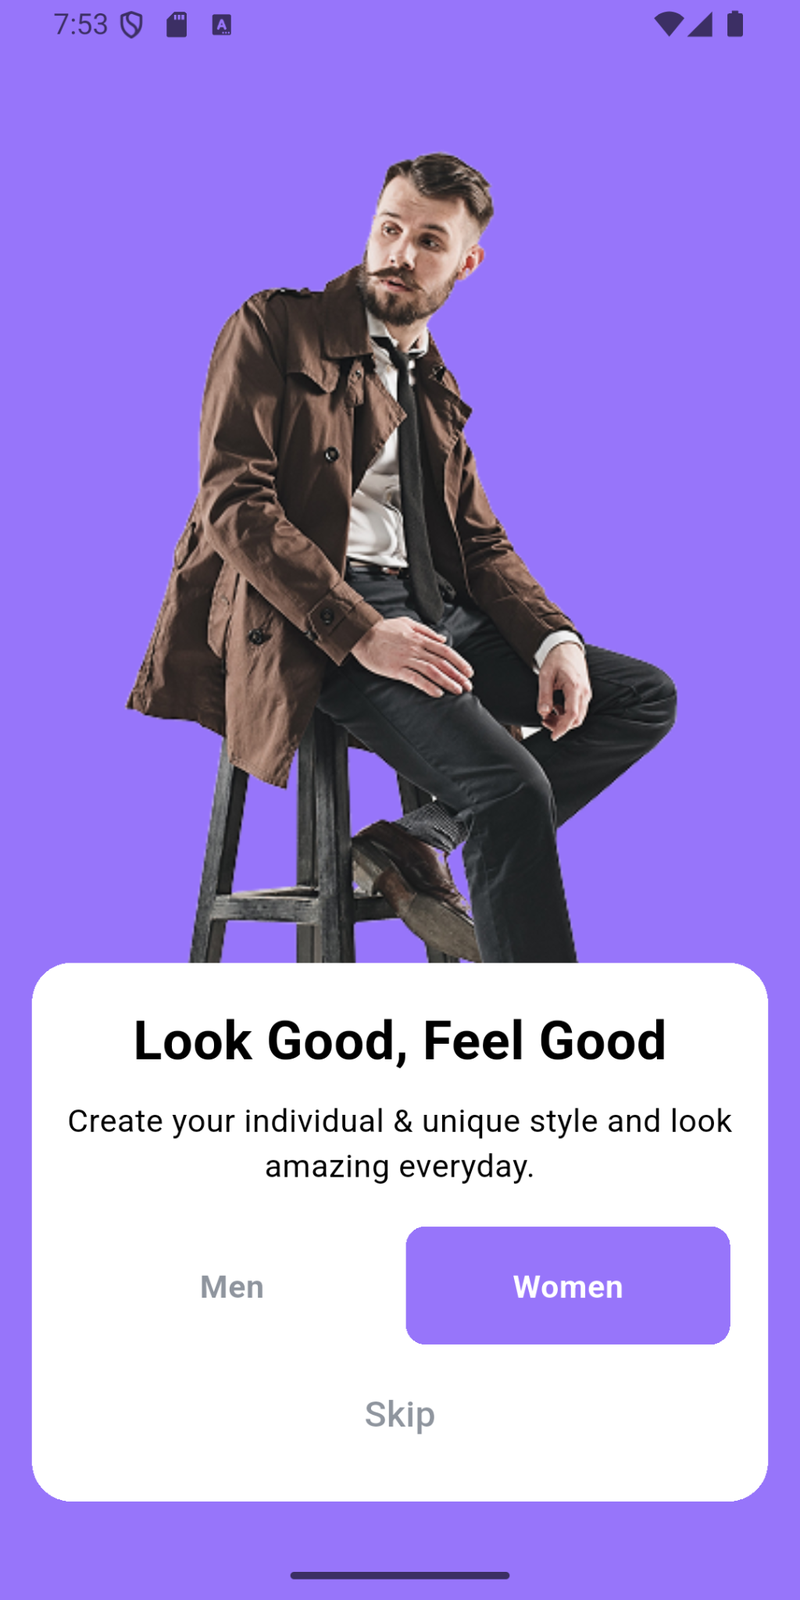 7:53
Look Good, Feel Good
Create your individual & unique style and look
amazing everyday.
Men
Women
Skip